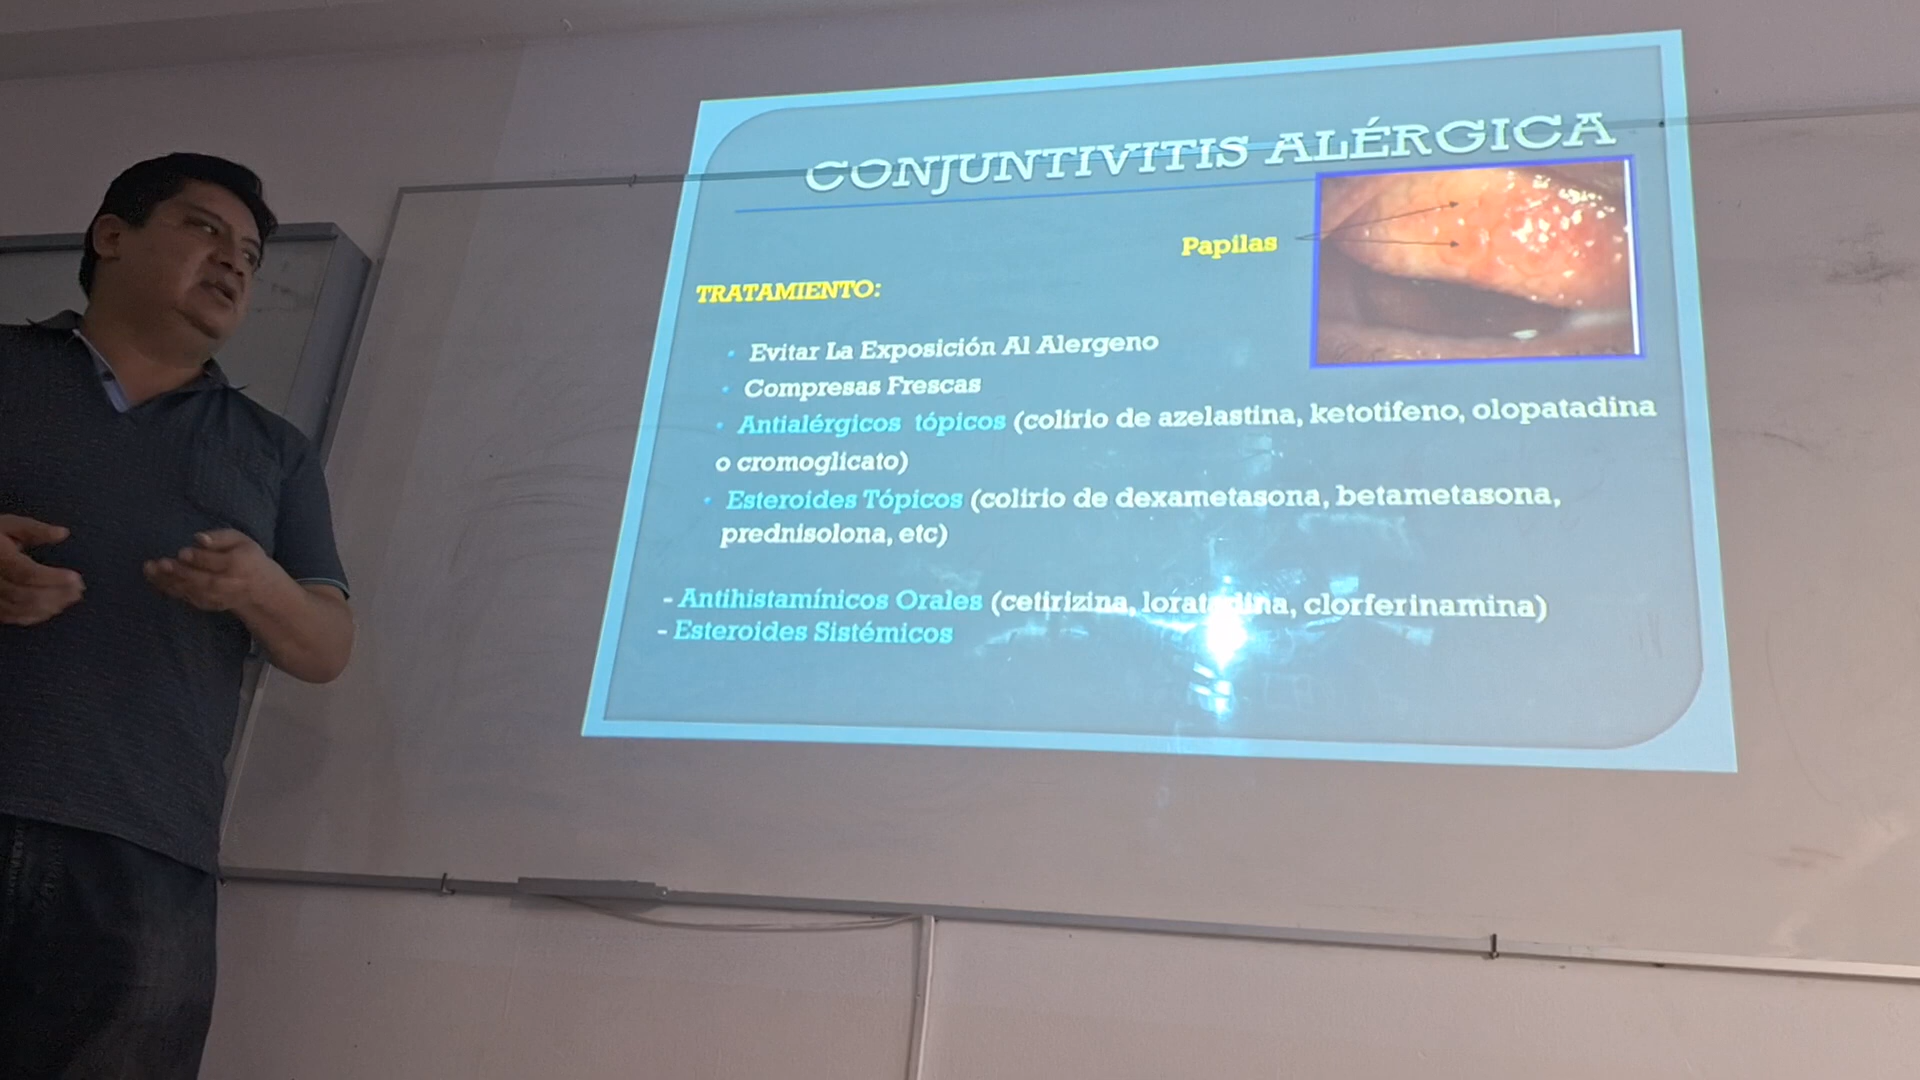 CONJUNTIVITIS ALÉRGICA
Papilas
TRATAMIENTO:
• Evitar La Exposición Al Alergeno
• Compresas Frescas
• Antialérgicos tópicos (colirio de azelastina, ketotifeno, olopatadina
o cromoglicato)
• Esteroides Tópicos (colirio de dexametasona, betametasona,
prednisolona, etc)
- Antihistamínicos Orales (cetirizina, loratadina, clorferinamina)
- Esteroides Sistémicos